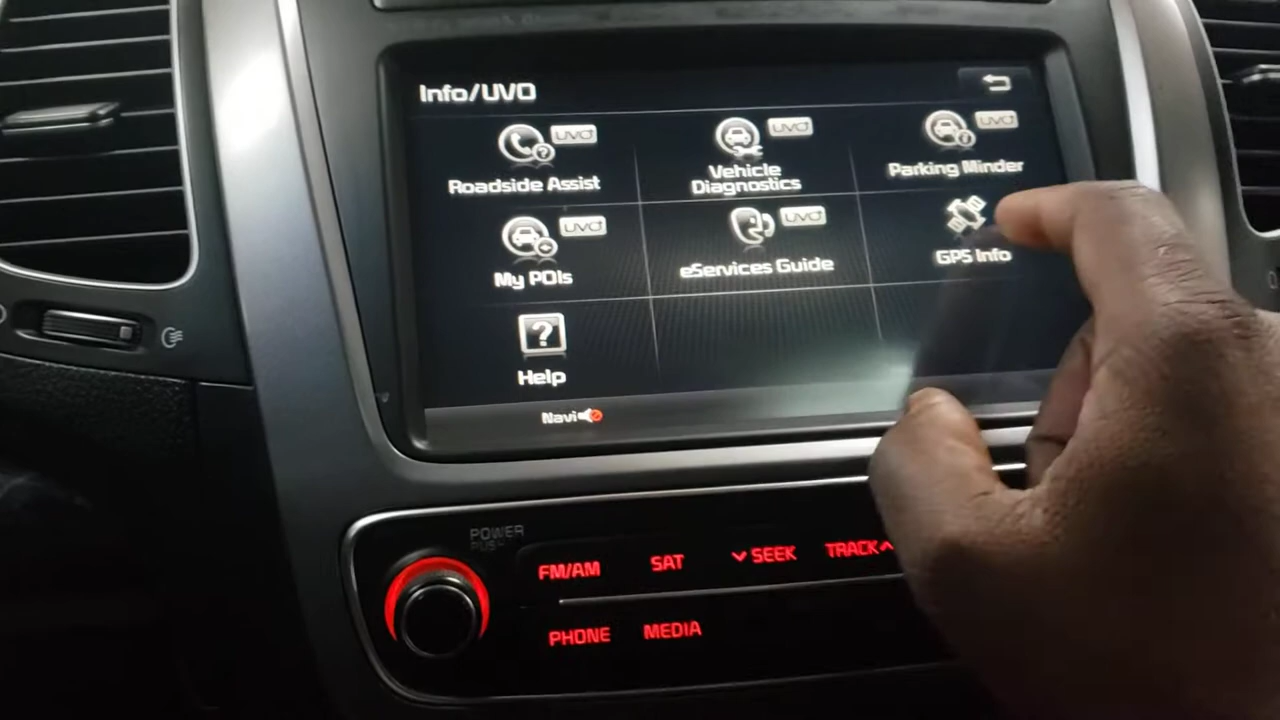 Info/UVO
UVO
UVO
UVO
Roadside Assist
Vehicle
Diagnostics
Parking Minder
UVO
UVO
My POIs
eServices Guide
GPS Info
?
Help
Navi
POWER
PUSH
FM/AM
SAT
SEEK
TRACK
PHONE
MEDIA